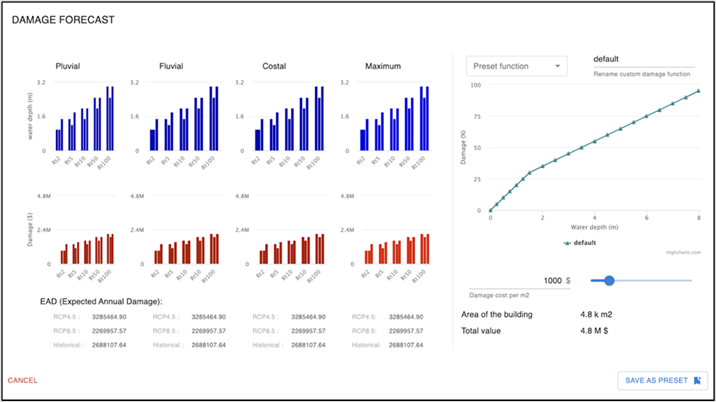 DAMAGE FORECAST
Pluvial Fluvial Costal Maximum
water depth (m)
3.2 3.2 3.2 3.2
1.6 1.6 1.6 1.6
0 0 0 0
Rt2 Rt5 Rt10 Rt50 Rt100 Rt2 Rt5 Rt10 Rt50 Rt100 Rt2 Rt5 Rt10 Rt50 Rt100 Rt2 Rt5 Rt10 Rt50 Rt100
Damage ($)
4.8M 4.8M 4.8M 4.8M
2.4M 2.4M 2.4M 2.4M
0 0 0 0
Rt2 Rt5 Rt10 Rt50 Rt100 Rt2 Rt5 Rt10 Rt50 Rt100 Rt2 Rt5 Rt10 Rt50 Rt100 Rt2 Rt5 Rt10 Rt50 Rt100
EAD (Expected Annual Damage):
RCP4.5 : 3285464.90 RCP4.5 : 3285464.90 RCP4.5 : 3285464.90 RCP4.5 : 3285464.90
RCP8.5 : 2269957.57 RCP8.5 : 2269957.57 RCP8.5 : 2269957.57 RCP8.5 : 2269957.57
Historical : 2688107.64 Historical : 2688107.64 Historical : 2688107.64 Historical : 2688107.64
Preset function
default
Rename custom damage function
100
75
50
25
0
Damage (%)
0 2 4 6 8
Water depth (m)
default
Highcharts.com
1000 $
Damage cost per m2
Area of the building 4.8 k m2
Total value 4.8 M $
CANCEL
SAVE AS PRESET